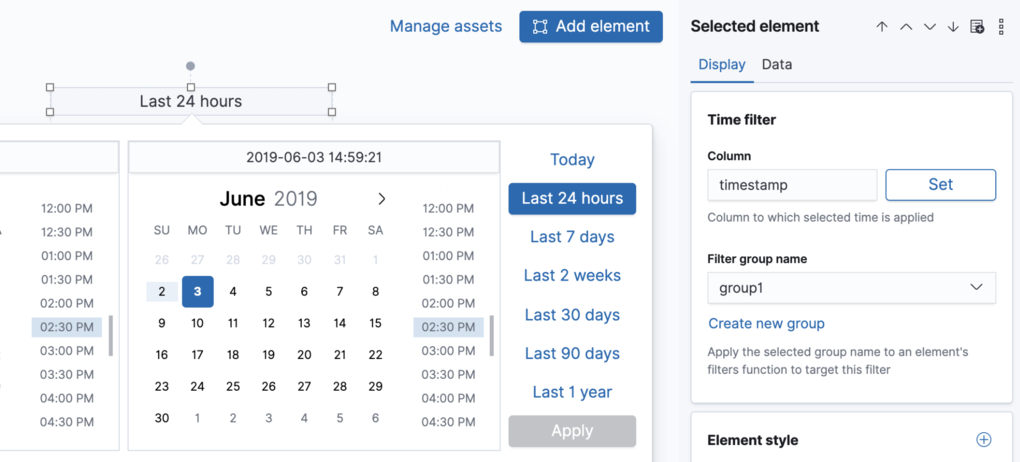 Manage assets
Add element
Last 24 hours
12:00 PM
12:30 PM
01:00 PM
01:30 PM
02:00 PM
02:30 PM
03:00 PM
03:30 PM
04:00 PM
04:30 PM
2019-06-03 14:59:21
June 2019
SU MO TU WE TH FR SA
26 27 28 29 30 31 1
2 3 4 5 6 7 8
9 10 11 12 13 14 15
16 17 18 19 20 21 22
23 24 25 26 27 28 29
30 1 2 3 4 5 6
12:00 PM
12:30 PM
01:00 PM
01:30 PM
02:00 PM
02:30 PM
03:00 PM
03:30 PM
04:00 PM
04:30 PM
Today
Last 24 hours
Last 7 days
Last 2 weeks
Last 30 days
Last 90 days
Last 1 year
Apply
Selected element
Display Data
Time filter
Column
timestamp
Set
Column to which selected time is applied
Filter group name
group1
Create new group
Apply the selected group name to an element's
filters function to target this filter
Element style